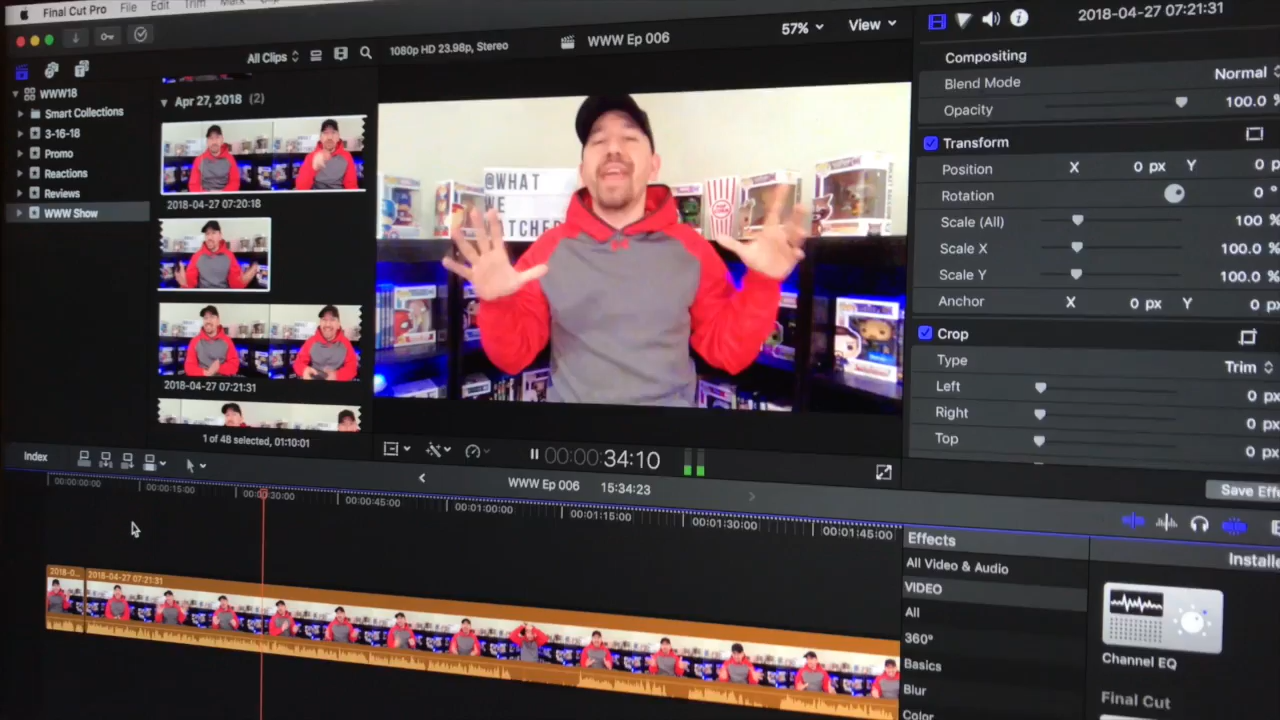 Final Cut Pro File Edit Trim Mark
All Clips
1080p HD 23.98p, Stereo
WWW Ep 006
57%
View
2018-04-27 07:21:31
WWW18
Smart Collections
3-16-18
Promo
Reactions
Reviews
WWW Show
Apr 27, 2018 (2)
2018-04-27 07:20:18
2018-04-27 07:21:31
1 of 48 selected, 01:10:01
@WHAT
WE
Compositing
Blend Mode Normal
Opacity 100.0 %
Transform
Position X 0 px Y 0 p
Rotation 0 °
Scale (All) 100 %
Scale X 100.0 %
Scale Y 100.0 %
Anchor X 0 px Y 0 p
Crop
Type Trim
Left 0 px
Right 0 px
Top 0 px
Save Eff
00:00:34:10
Index
WWW Ep 006 15:34:23
00:00:00:00 00:00:15:00 00:00:30:00 00:00:45:00 00:01:00:00 00:01:15:00 00:01:30:00 00:01:45:00
2018-0... 2018-04-27 07:21:31
Effects
Installe
All Video & Audio
VIDEO
All
360°
Basics
Blur
Color
Channel EQ
Final Cut